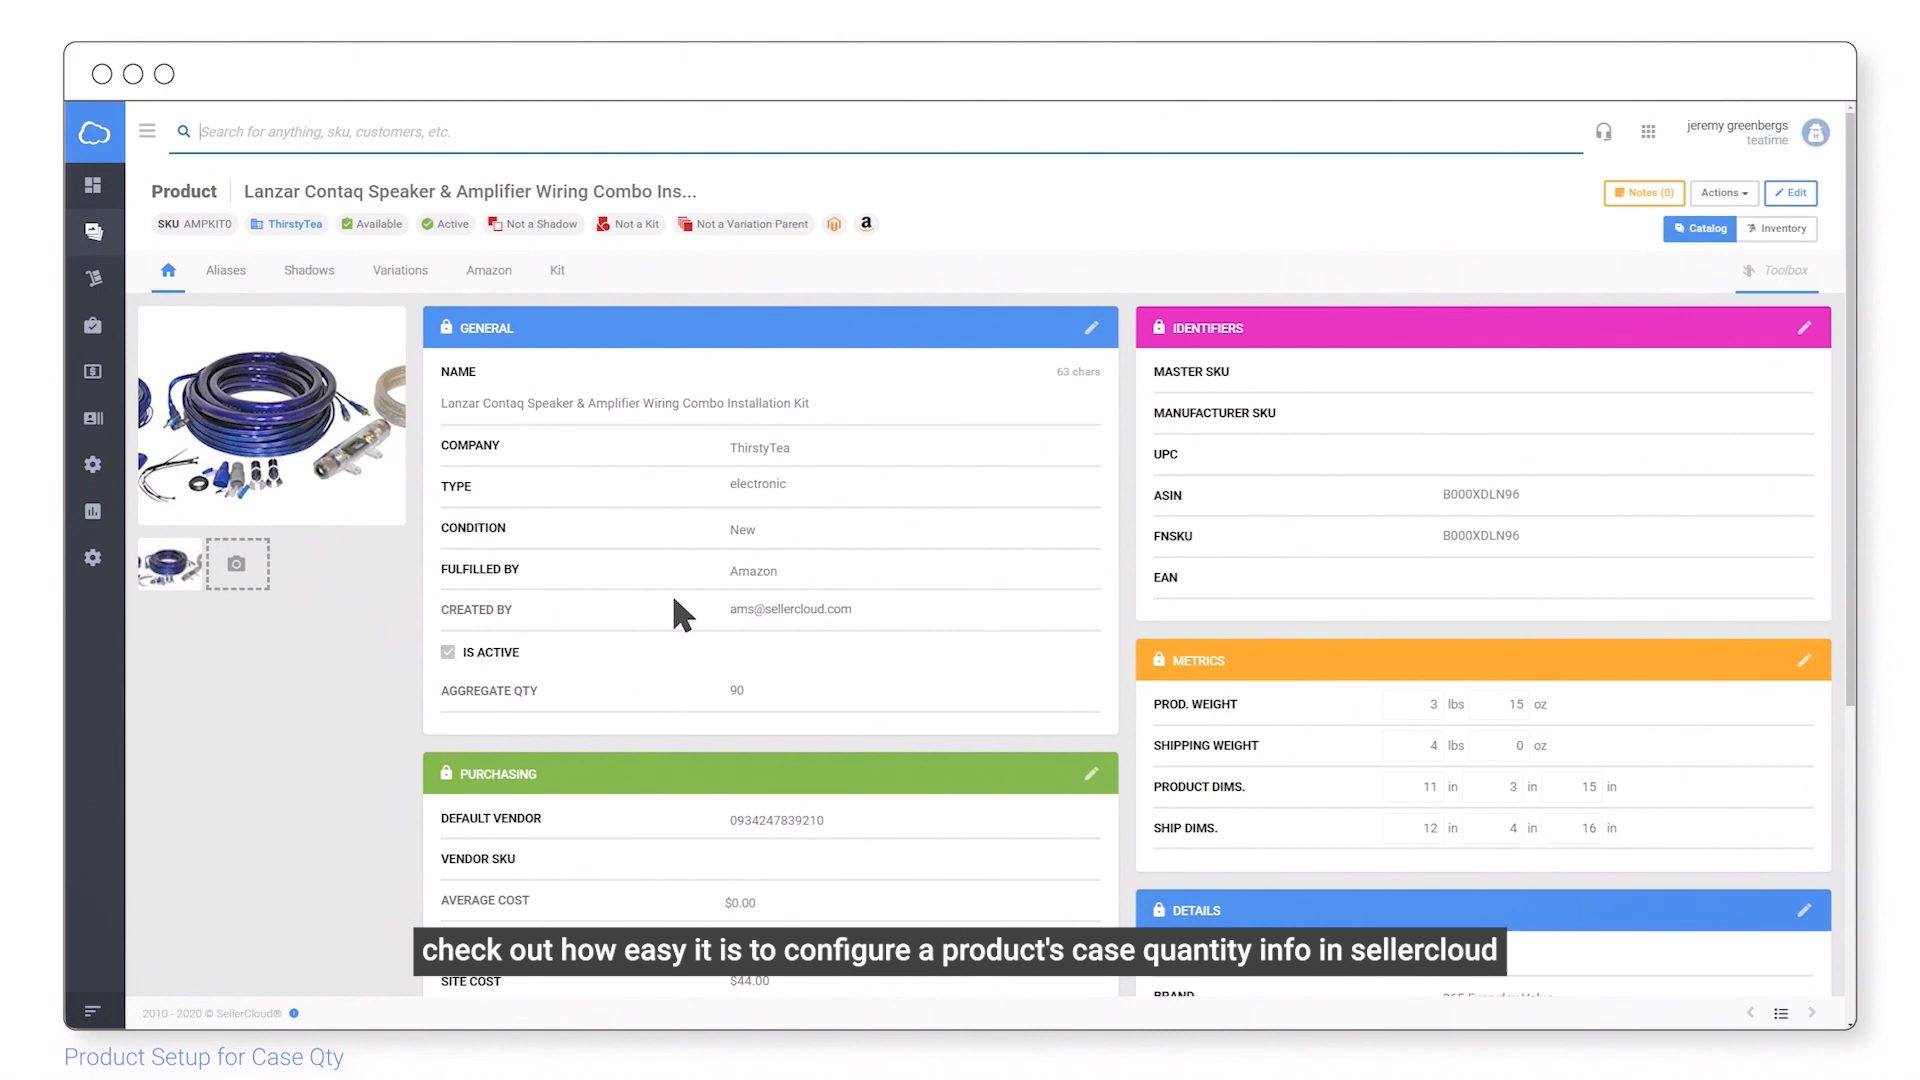 Search for anything, sku, customers, etc.
jeremy greenbergs
teatime
Product Lanzar Contaq Speaker & Amplifier Wiring Combo Ins...
Notes (0) Actions Edit
SKU AMPKIT0 ThirstyTea Available Active Not a Shadow Not a Kit Not a Variation Parent a
Catalog Inventory
Aliases Shadows Variations Amazon Kit Toolbox
GENERAL
NAME 63 chars
Lanzar Contaq Speaker & Amplifier Wiring Combo Installation Kit
COMPANY ThirstyTea
TYPE electronic
CONDITION New
FULFILLED BY Amazon
CREATED BY ams@sellercloud.com
IS ACTIVE
AGGREGATE QTY 90
PURCHASING
DEFAULT VENDOR 0934247839210
VENDOR SKU
AVERAGE COST $0.00
SITE COST $44.00
IDENTIFIERS
MASTER SKU
MANUFACTURER SKU
UPC
ASIN B000XDLN96
FNSKU B000XDLN96
EAN
METRICS
PROD. WEIGHT 3 lbs 15 oz
SHIPPING WEIGHT 4 lbs 0 oz
PRODUCT DIMS. 11 in 3 in 15 in
SHIP DIMS. 12 in 4 in 16 in
DETAILS
BRAND 365 Everyday Value
check out how easy it is to configure a product's case quantity info in sellercloud
2010 - 2020 © SellerCloud®
Product Setup for Case Qty